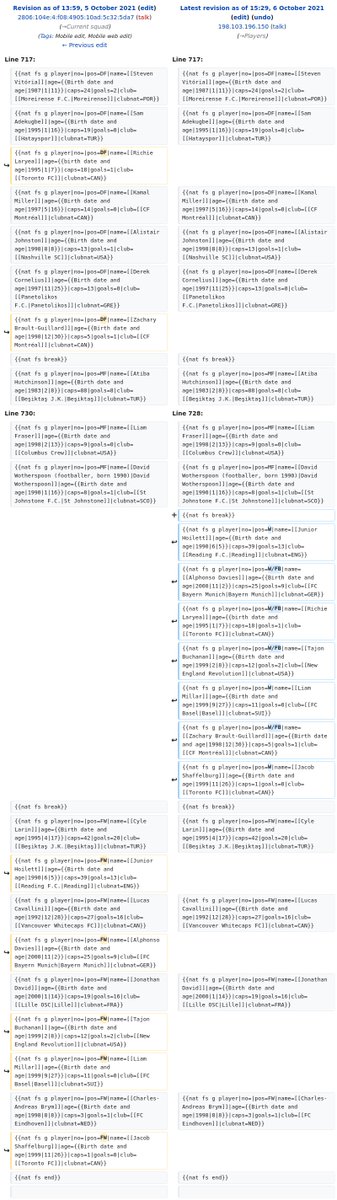 Revision as of 13:59, 5 October 2021 (edit)
2806:104e:4:f08:4905:10ad:5c32:5da7 (talk)
(→Current squad)
(Tags: Mobile edit, Mobile web edit)
← Previous edit
Line 717:
{{nat fs g player|no=|pos=DF|name=[[Steven
Vitória]]|age={{Birth date and
age|1987|1|11}}|caps=24|goals=2|club=
[[Moreirense F.C.|Moreirense]]|clubnat=POR}}
{{nat fs g player|no=|pos=DF|name=[[Sam
Adekugbe]]|age={{Birth date and
age|1995|1|16}}|caps=19|goals=0|club=
[[Hatayspor]]|clubnat=TUR}}
{{nat fs g player|no=|pos=DF|name=[[Richie
Laryea]]|age={{birth date and
age|1995|1|7}}|caps=18|goals=1|club=
[[Toronto FC]]|clubnat=CAN}}
{{nat fs g player|no=|pos=DF|name=[[Kamal
Miller]]|age={{Birth date and
age|1997|5|16}}|caps=14|goals=0|club=[[CF
Montréal]]|clubnat=CAN}}
{{nat fs g player|no=|pos=DF|name=[[Alistair
Johnston]]|age={{Birth date and
age|1998|10|8}}|caps=13|goals=1|club=
[[Nashville SC]]|clubnat=USA}}
{{nat fs g player|no=|pos=DF|name=[[Derek
Cornelius]]|age={{Birth date and
age|1997|11|25}}|caps=13|goals=0|club=
[[Panetolikos
F.C.|Panetolikos]]|clubnat=GRE}}
{{nat fs g player|no=|pos=DF|name=[[Zachary
Brault-Guillard]]|age={{Birth date and
age|1998|12|30}}|caps=5|goals=1|club=[[CF
Montreal]]|clubnat=CAN}}
{{nat fs break}}
{{nat fs g player|no=|pos=MF|name=[[Atiba
Hutchinson]]|age={{Birth date and
age|1983|2|8}}|caps=88|goals=8|club=
[[Beşiktaş J.K.|Beşiktaş]]|clubnat=TUR}}
Line 730:
{{nat fs g player|no=|pos=MF|name=[[Liam
Fraser]]|age={{Birth date and
age|1998|2|13}}|caps=9|goals=0|club=
[[Columbus Crew]]|clubnat=USA}}
{{nat fs g player|no=|pos=MF|name=[[David
Wotherspoon (footballer, born 1990)|David
Wotherspoon]]|age={{Birth date and
age|1990|1|16}}|caps=8|goals=1|club=[[St
Johnstone F.C.|St Johnstone]]|clubnat=SCO}}
{{nat fs break}}
{{nat fs g player|no=|pos=FW|name=[[Cyle
Larin]]|age={{Birth date and
age|1995|4|17}}|caps=42|goals=20|club=
[[Beşiktaş J.K.|Beşiktaş]]|clubnat=TUR}}
{{nat fs g player|no=|pos=FW|name=[[Junior
Hoilett]]|age={{Birth date and
age|1990|6|5}}|caps=39|goals=13|club=
[[Reading F.C.|Reading]]|clubnat=ENG}}
{{nat fs g player|no=|pos=FW|name=[[Lucas
Cavallini]]|age={{Birth date and
age|1992|12|28}}|caps=27|goals=16|club=
[[Vancouver Whitecaps FC]]|clubnat=CAN}}
{{nat fs g player|no=|pos=FW|name=[[Alphonso
Davies]]|age={{Birth date and
age|2000|11|2}}|caps=25|goals=9|club=[[FC
Bayern Munich|Bayern Munich]]|clubnat=GER}}
{{nat fs g player|no=|pos=FW|name=[[Jonathan
David]]|age={{Birth date and
age|2000|1|14}}|caps=19|goals=16|club=
[[Lille OSC|Lille]]|clubnat=FRA}}
{{nat fs g player|no=|pos=FW|name=[[Tajon
Buchanan]]|age={{Birth date and
age|1999|2|8}}|caps=12|goals=2|club=[[New
England Revolution]]|clubnat=USA}}
{{nat fs g player|no=|pos=FW|name=[[Liam
Millar]]|age={{Birth date and
age|1999|9|27}}|caps=11|goals=0|club=[[FC
Basel|Basel]]|clubnat=SUI}}
{{nat fs g player|no=|pos=FW|name=[[Charles-
Andreas Brym]]|age={{Birth date and
age|1998|8|8}}|caps=3|goals=1|club=[[FC
Eindhoven]]|clubnat=NED}}
{{nat fs g player|no=|pos=FW|name=[[Jacob
Shaffelburg]]|age={{Birth date and
age|1999|11|26}}|caps=1|goals=0|club=
[[Toronto FC]]|clubnat=CAN}}
{{nat fs end}}
Latest revision as of 15:29, 6 October 2021
(edit) (undo)
198.103.196.150 (talk)
(→Players)
Line 717:
{{nat fs g player|no=|pos=DF|name=[[Steven
Vitória]]|age={{Birth date and
age|1987|1|11}}|caps=24|goals=2|club=
[[Moreirense F.C.|Moreirense]]|clubnat=POR}}
{{nat fs g player|no=|pos=DF|name=[[Sam
Adekugbe]]|age={{Birth date and
age|1995|1|16}}|caps=19|goals=0|club=
[[Hatayspor]]|clubnat=TUR}}
{{nat fs g player|no=|pos=DF|name=[[Kamal
Miller]]|age={{Birth date and
age|1997|5|16}}|caps=14|goals=0|club=[[CF
Montréal]]|clubnat=CAN}}
{{nat fs g player|no=|pos=DF|name=[[Alistair
Johnston]]|age={{Birth date and
age|1998|10|8}}|caps=13|goals=1|club=
[[Nashville SC]]|clubnat=USA}}
{{nat fs g player|no=|pos=DF|name=[[Derek
Cornelius]]|age={{Birth date and
age|1997|11|25}}|caps=13|goals=0|club=
[[Panetolikos
F.C.|Panetolikos]]|clubnat=GRE}}
{{nat fs break}}
{{nat fs g player|no=|pos=MF|name=[[Atiba
Hutchinson]]|age={{Birth date and
age|1983|2|8}}|caps=88|goals=8|club=
[[Beşiktaş J.K.|Beşiktaş]]|clubnat=TUR}}
Line 728:
{{nat fs g player|no=|pos=MF|name=[[Liam
Fraser]]|age={{Birth date and
age|1998|2|13}}|caps=9|goals=0|club=
[[Columbus Crew]]|clubnat=USA}}
{{nat fs g player|no=|pos=MF|name=[[David
Wotherspoon (footballer, born 1990)|David
Wotherspoon]]|age={{Birth date and
age|1990|1|16}}|caps=8|goals=1|club=[[St
Johnstone F.C.|St Johnstone]]|clubnat=SCO}}
+ {{nat fs break}}
{{nat fs g player|no=|pos=W|name=[[Junior
Hoilett]]|age={{Birth date and
age|1990|6|5}}|caps=39|goals=13|club=
[[Reading F.C.|Reading]]|clubnat=ENG}}
{{nat fs g player|no=|pos=W/FB|name=
[[Alphonso Davies]]|age={{Birth date and
age|2000|11|2}}|caps=25|goals=9|club=[[FC
Bayern Munich|Bayern Munich]]|clubnat=GER}}
{{nat fs g player|no=|pos=W/FB|name=[[Richie
Laryea]]|age={{birth date and
age|1995|1|7}}|caps=18|goals=1|club=
[[Toronto FC]]|clubnat=CAN}}
{{nat fs g player|no=|pos=W/FB|name=[[Tajon
Buchanan]]|age={{Birth date and
age|1999|2|8}}|caps=12|goals=2|club=[[New
England Revolution]]|clubnat=USA}}
{{nat fs g player|no=|pos=W|name=[[Liam
Millar]]|age={{Birth date and
age|1999|9|27}}|caps=11|goals=0|club=[[FC
Basel|Basel]]|clubnat=SUI}}
{{nat fs g player|no=|pos=W/FB|name=
[[Zachary Brault-Guillard]]|age={{Birth date
and age|1998|12|30}}|caps=5|goals=1|club=
[[CF Montréal]]|clubnat=CAN}}
{{nat fs g player|no=|pos=W|name=[[Jacob
Shaffelburg]]|age={{Birth date and
age|1999|11|26}}|caps=1|goals=0|club=
[[Toronto FC]]|clubnat=CAN}}
{{nat fs break}}
{{nat fs g player|no=|pos=FW|name=[[Cyle
Larin]]|age={{Birth date and
age|1995|4|17}}|caps=42|goals=20|club=
[[Beşiktaş J.K.|Beşiktaş]]|clubnat=TUR}}
{{nat fs g player|no=|pos=FW|name=[[Lucas
Cavallini]]|age={{Birth date and
age|1992|12|28}}|caps=27|goals=16|club=
[[Vancouver Whitecaps FC]]|clubnat=CAN}}
{{nat fs g player|no=|pos=FW|name=[[Jonathan
David]]|age={{Birth date and
age|2000|1|14}}|caps=19|goals=16|club=
[[Lille OSC|Lille]]|clubnat=FRA}}
{{nat fs g player|no=|pos=FW|name=[[Charles-
Andreas Brym]]|age={{Birth date and
age|1998|8|8}}|caps=3|goals=1|club=[[FC
Eindhoven]]|clubnat=NED}}
{{nat fs end}}